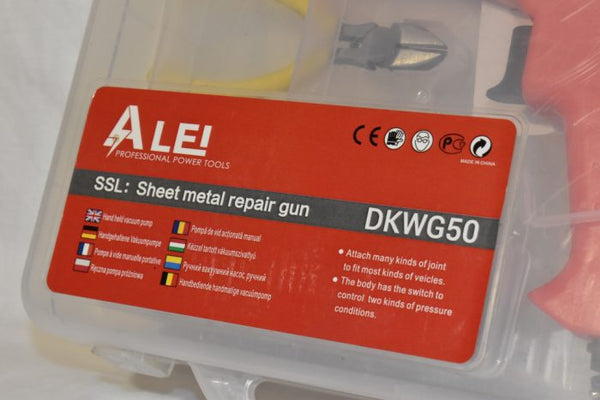 ALEI
PROFESSIONAL POWER TOOLS
CE
PC
MADE IN CHINA
SSL: Sheet metal repair gun
DKWG50
Hand held vacuum pump
Handgehaltene Vakuumpumpe
Pompe à vide manuelle portative
Ręczna pompa próżniowa
Pompă de vid acționată manual
Kézzel tartott vákuumszivattyú
Ручний вакуумний насос, ручний
Handbediende handmatige vacuümpomp
● Attach many kinds of joint
to fit most kinds of veicles.
● The body has the switch to
control two kinds of pressure
conditions.